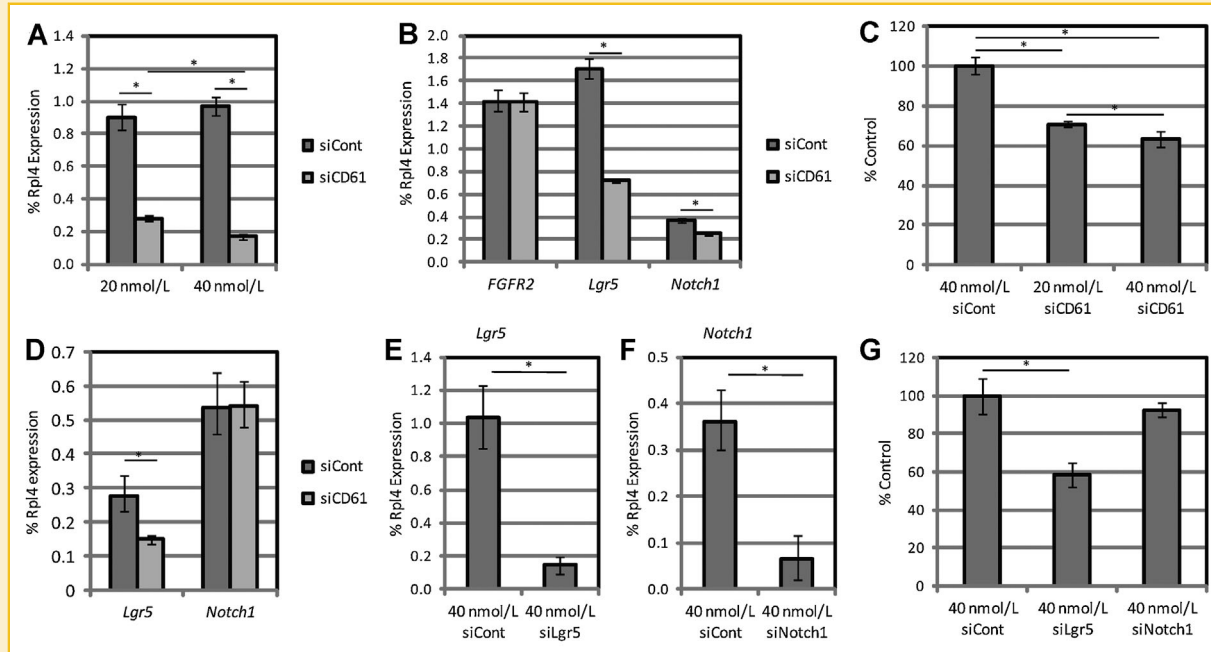 A
% Rpl4 Expression
1.4
1.2
1.0
0.8
0.6
0.4
0.2
0.0
*
*
*
20 nmol/L
40 nmol/L
siCont
siCD61
B
% Rpl4 Expression
2.0
1.8
1.6
1.4
1.2
1.0
0.8
0.6
0.4
0.2
0.0
*
*
FGFR2
Lgr5
Notch1
siCont
siCD61
C
% Control
120
100
80
60
40
20
0
*
*
*
40 nmol/L
siCont
20 nmol/L
siCD61
40 nmol/L
siCD61
D
% Rpl4 expression
0.7
0.6
0.5
0.4
0.3
0.2
0.1
0
*
Lgr5
Notch1
siCont
siCD61
E
Lgr5
% Rpl4 Expression
1.4
1.2
1.0
0.8
0.6
0.4
0.2
0.0
*
40 nmol/L
siCont
40 nmol/L
siLgr5
F
Notch1
% Rpl4 Expression
0.5
0.4
0.3
0.2
0.1
0.0
*
40 nmol/L
siCont
40 nmol/L
siNotch1
G
% Control
120
100
80
60
40
20
0
*
40 nmol/L
siCont
40 nmol/L
siLgr5
40 nmol/L
siNotch1